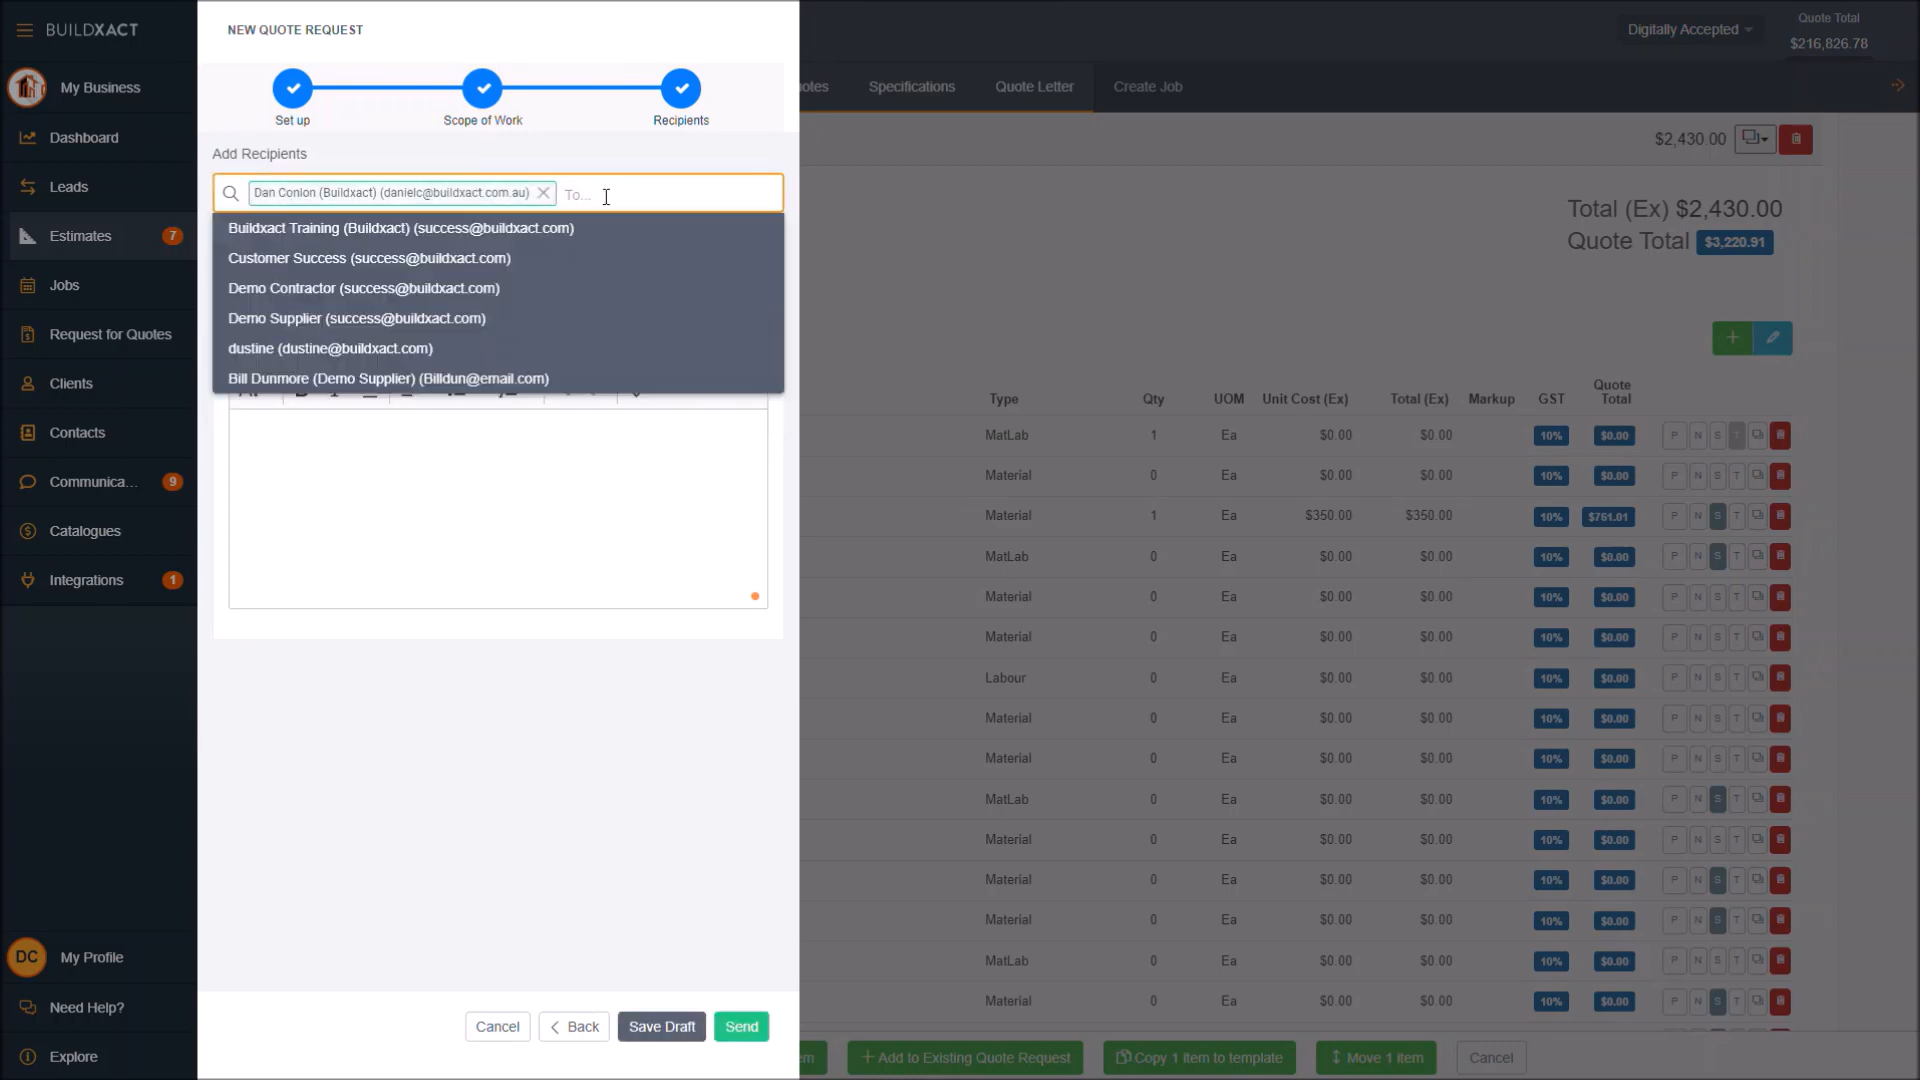 BUILDXACT
My Business
Dashboard
Leads
Estimates 7
Jobs
Request for Quotes
Clients
Contacts
Communica... 9
Catalogues
Integrations 1
DC My Profile
Need Help?
Explore
NEW QUOTE REQUEST
Set up
Scope of Work
Recipients
Add Recipients
Dan Conlon (Buildxact) (danielc@buildxact.com.au) To...
Buildxact Training (Buildxact) (success@buildxact.com)
Customer Success (success@buildxact.com)
Demo Contractor (success@buildxact.com)
Demo Supplier (success@buildxact.com)
dustine (dustine@buildxact.com)
Bill Dunmore (Demo Supplier) (Billdun@email.com)
Cancel
Back
Save Draft
Send
Digitally Accepted
Quote Total
$216,826.78
Specifications
Quote Letter
Create Job
$2,430.00
Total (Ex) $2,430.00
Quote Total $3,220.91
Type Qty UOM Unit Cost (Ex) Total (Ex) Markup GST Quote Total
MatLab 1 Ea $0.00 $0.00 10% $0.00 P N S T
Material 0 Ea $0.00 $0.00 10% $0.00 P N S T
Material 1 Ea $350.00 $350.00 10% $761.01 P N S T
MatLab 0 Ea $0.00 $0.00 10% $0.00 P N S T
Material 0 Ea $0.00 $0.00 10% $0.00 P N S T
Material 0 Ea $0.00 $0.00 10% $0.00 P N S T
Labour 0 Ea $0.00 $0.00 10% $0.00 P N S T
Material 0 Ea $0.00 $0.00 10% $0.00 P N S T
Material 0 Ea $0.00 $0.00 10% $0.00 P N S T
MatLab 0 Ea $0.00 $0.00 10% $0.00 P N S T
Material 0 Ea $0.00 $0.00 10% $0.00 P N S T
Material 0 Ea $0.00 $0.00 10% $0.00 P N S T
Material 0 Ea $0.00 $0.00 10% $0.00 P N S T
MatLab 0 Ea $0.00 $0.00 10% $0.00 P N S T
Material 0 Ea $0.00 $0.00 10% $0.00 P N S T
+ Add to Existing Quote Request
Copy 1 item to template
Move 1 item
Cancel